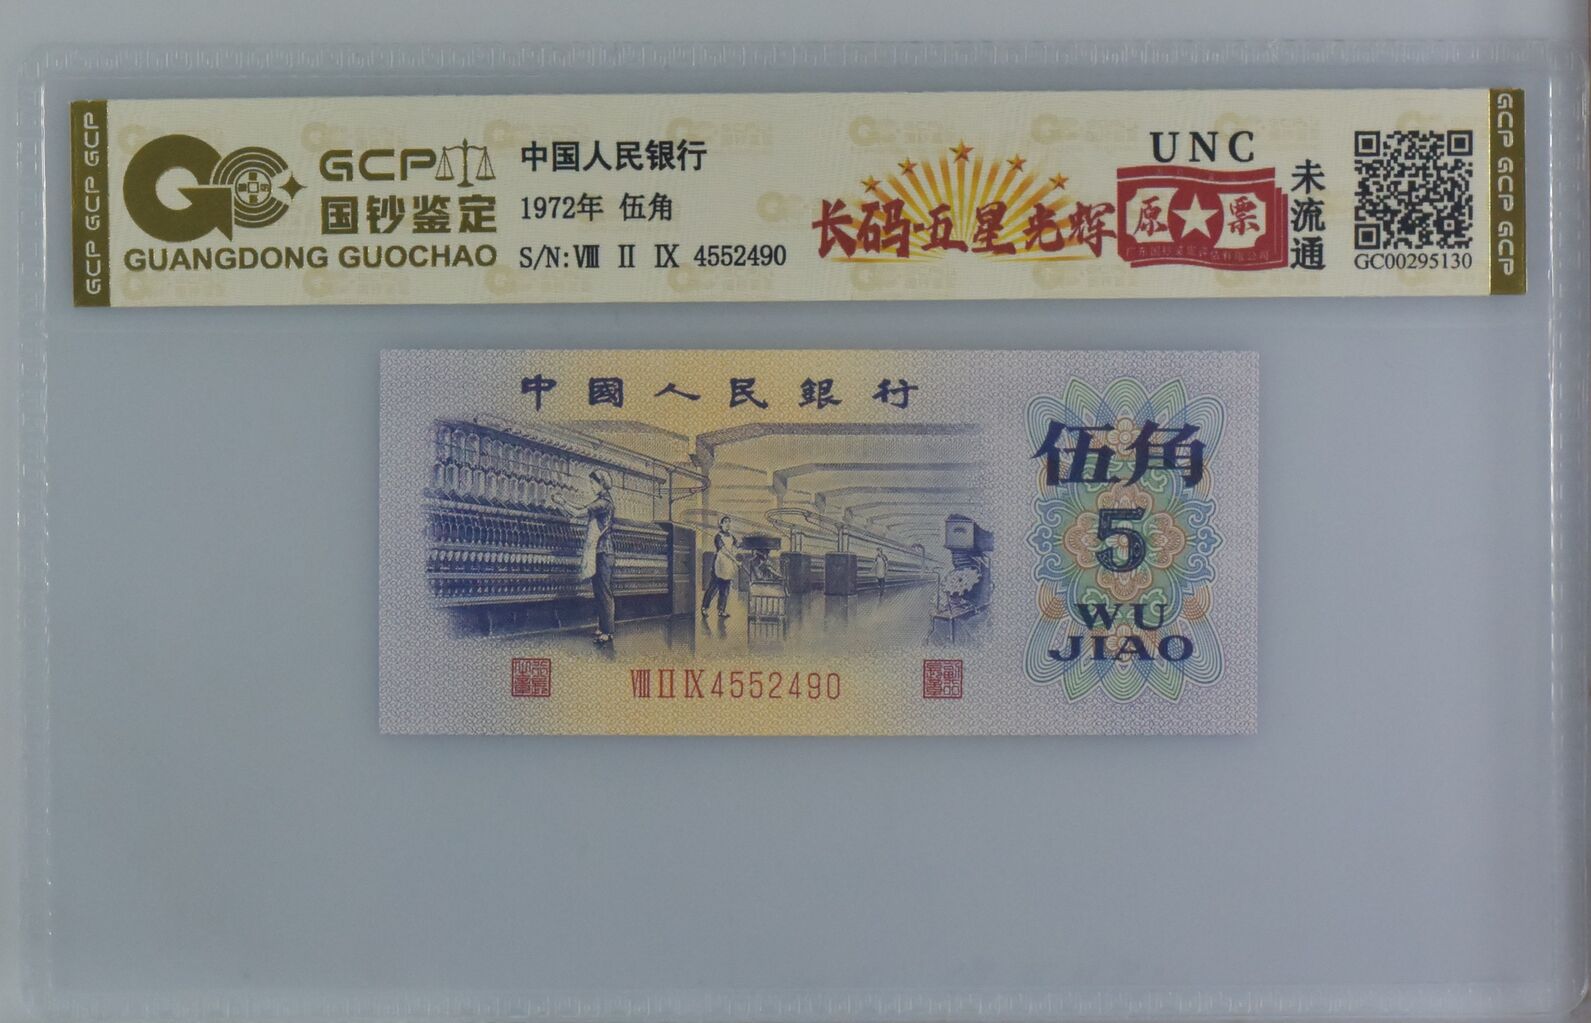 GCP GCP GCP
GCP
国钞鉴定
GUANGDONG GUOCHAO
中国人民银行
1972年 伍角
S/N:Ⅷ Ⅱ Ⅸ 4552490
长码·五星光辉
UNC
原票
未流通
GC00295130
GCP GCP GCP
中國人民銀行
伍角
5
WU
JIAO
Ⅷ Ⅱ Ⅸ 4552490